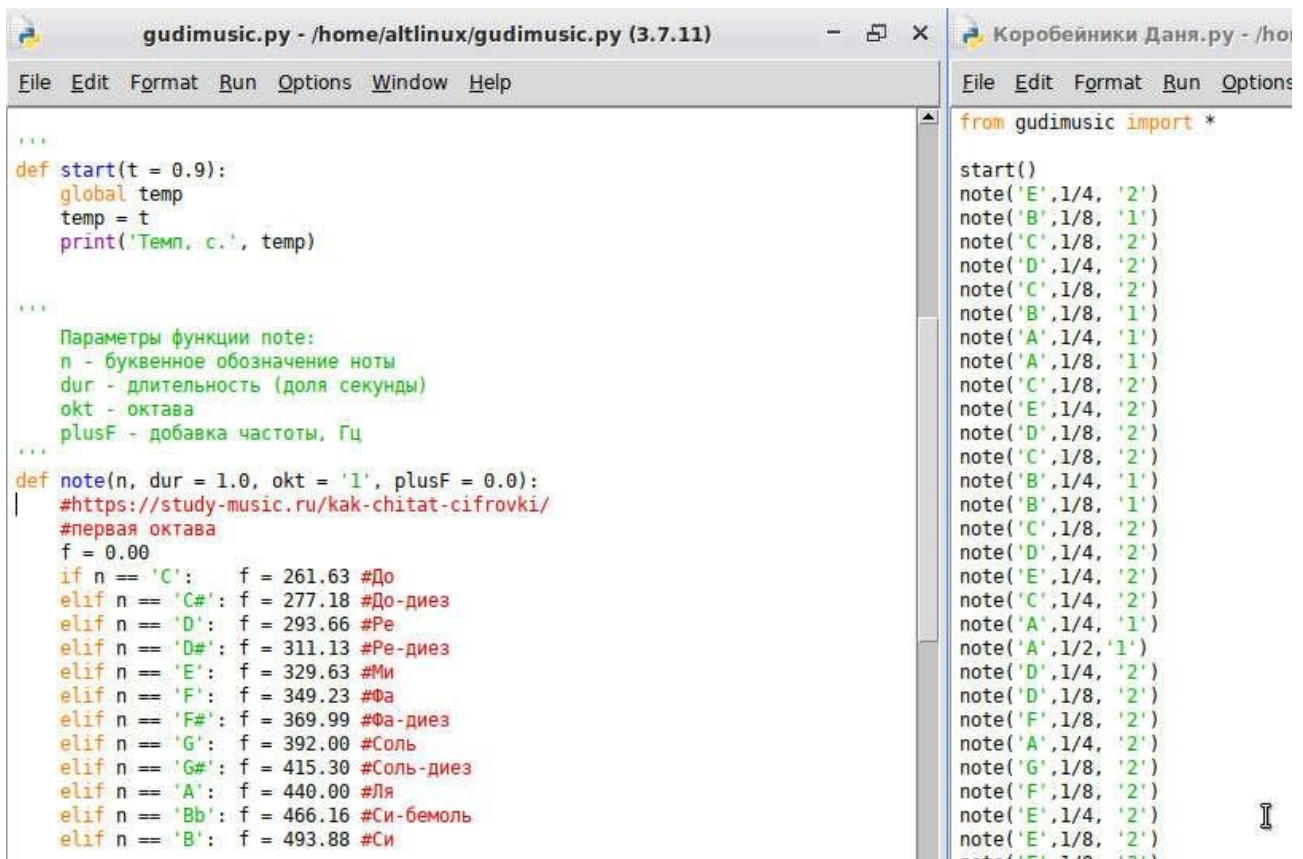 gudimusic.py - /home/altlinux/gudimusic.py (3.7.11)
File Edit Format Run Options Window Help
'''
def start(t = 0.9):
    global temp
    temp = t
    print('Темп, с.', temp)
'''
    Параметры функции note:
    n - буквенное обозначение ноты
    dur - длительность (доля секунды)
    okt - октава
    plusF - добавка частоты, Гц
'''
def note(n, dur = 1.0, okt = '1', plusF = 0.0):
    #https://study-music.ru/kak-chitat-cifrovki/
    #первая октава
    f = 0.00
    if n == 'C':    f = 261.63 #До
    elif n == 'C#': f = 277.18 #До-диез
    elif n == 'D':  f = 293.66 #Ре
    elif n == 'D#': f = 311.13 #Ре-диез
    elif n == 'E':  f = 329.63 #Ми
    elif n == 'F':  f = 349.23 #Фа
    elif n == 'F#': f = 369.99 #Фа-диез
    elif n == 'G':  f = 392.00 #Соль
    elif n == 'G#': f = 415.30 #Соль-диез
    elif n == 'A':  f = 440.00 #Ля
    elif n == 'Bb': f = 466.16 #Си-бемоль
    elif n == 'B':  f = 493.88 #Си
Коробейники Даня.py - /ho
File Edit Format Run Options
from gudimusic import *
start()
note('E',1/4, '2')
note('B',1/8, '1')
note('C',1/8, '2')
note('D',1/4, '2')
note('C',1/8, '2')
note('B',1/8, '1')
note('A',1/4, '1')
note('A',1/8, '1')
note('C',1/8, '2')
note('E',1/4, '2')
note('D',1/8, '2')
note('C',1/8, '2')
note('B',1/4, '1')
note('B',1/8, '1')
note('C',1/8, '2')
note('D',1/4, '2')
note('E',1/4, '2')
note('C',1/4, '2')
note('A',1/4, '1')
note('A',1/2,'1')
note('D',1/4, '2')
note('D',1/8, '2')
note('F',1/8, '2')
note('A',1/4, '2')
note('G',1/8, '2')
note('F',1/8, '2')
note('E',1/4, '2')
note('E',1/8, '2')